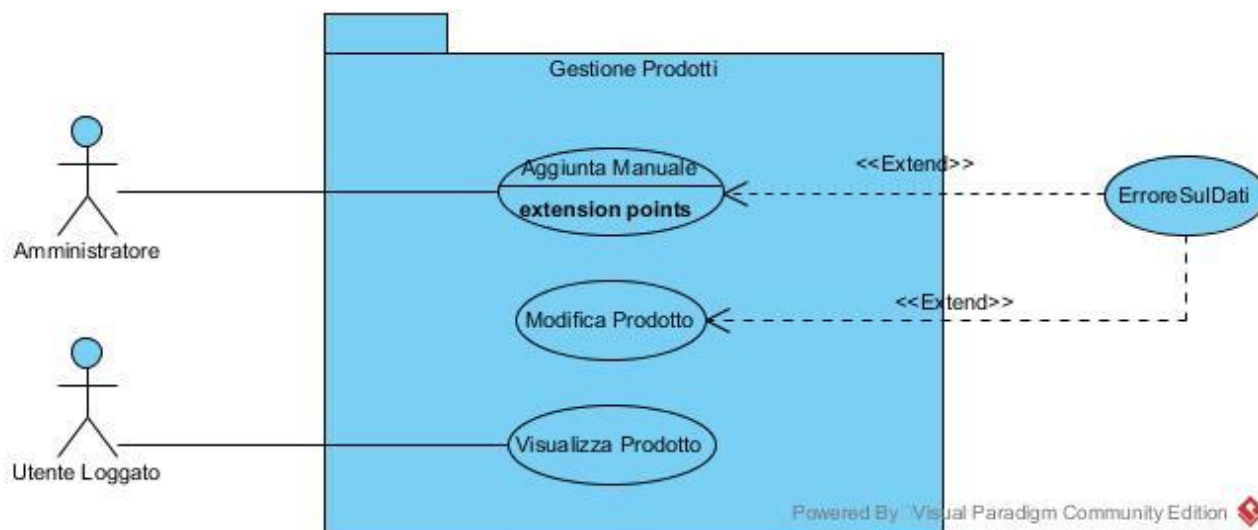 Gestione Prodotti
Aggiunta Manuale
extension points
<<Extend>>
ErroreSulDati
Amministratore
<<Extend>>
Modifica Prodotto
Visualizza Prodotto
Utente Loggato
Powered By Visual Paradigm Community Edition